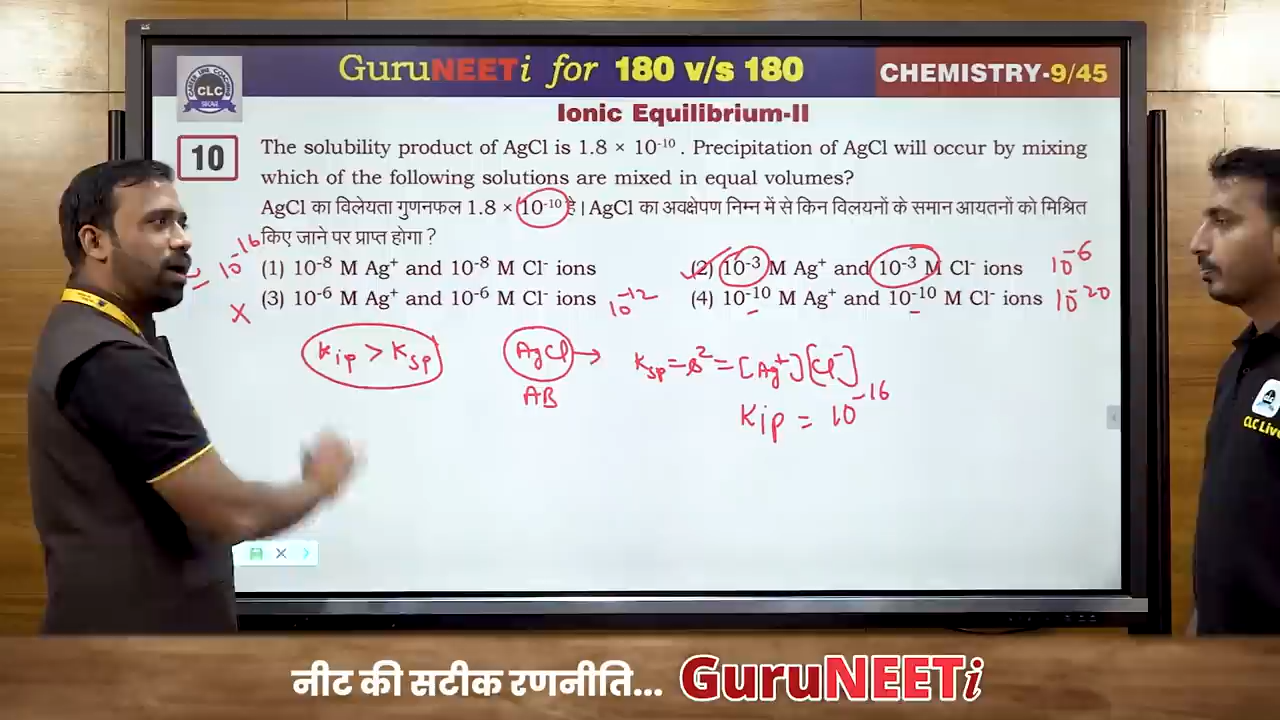 GuruNEETi for 180 v/s 180
CHEMISTRY-9/45
CLC
Ionic Equilibrium-II
10
The solubility product of AgCl is 1.8 × 10⁻¹⁰. Precipitation of AgCl will occur by mixing
which of the following solutions are mixed in equal volumes?
AgCl का विलेयता गुणनफल 1.8 × 10⁻¹⁰ है। AgCl का अवक्षेपण निम्न में से किन विलयनों के समान आयतनों को मिश्रित
किए जाने पर प्राप्त होगा ?
10⁻¹⁶ (1) 10⁻⁸ M Ag⁺ and 10⁻⁸ M Cl⁻ ions
(2) 10⁻³ M Ag⁺ and 10⁻³ M Cl⁻ ions 10⁻⁶
X (3) 10⁻⁶ M Ag⁺ and 10⁻⁶ M Cl⁻ ions 10⁻¹²
(4) 10⁻¹⁰ M Ag⁺ and 10⁻¹⁰ M Cl⁻ ions 10⁻²⁰
Kip > Ksp
AgCl →
Ksp = s² = [Ag⁺][Cl⁻]
AB
Kip = 10⁻¹⁶
CLC Live
नीट की सटीक रणनीति... GuruNEETi